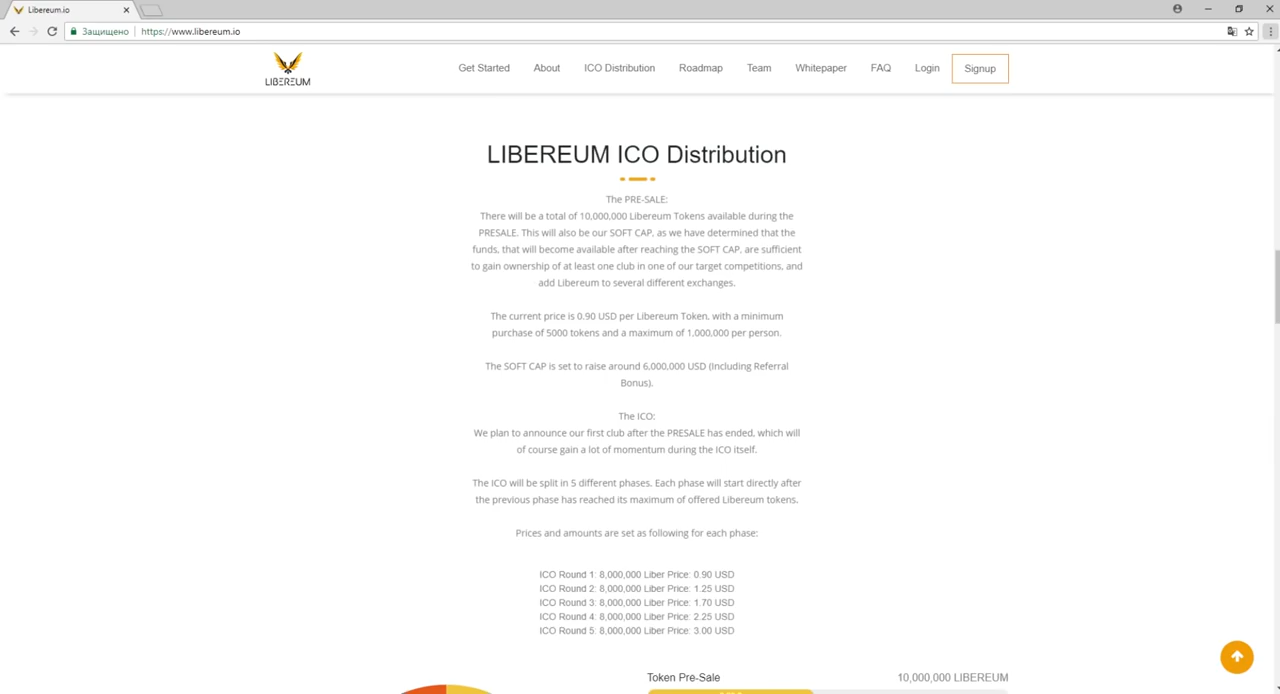 Libereum.io
Защищено
https://www.libereum.io
LIBEREUM
Get Started
About
ICO Distribution
Roadmap
Team
Whitepaper
FAQ
Login
Signup
LIBEREUM ICO Distribution
The PRE-SALE:
There will be a total of 10,000,000 Libereum Tokens available during the
PRESALE. This will also be our SOFT CAP, as we have determined that the
funds, that will become available after reaching the SOFT CAP, are sufficient
to gain ownership of at least one club in one of our target competitions, and
add Libereum to several different exchanges.
The current price is 0.90 USD per Libereum Token, with a minimum
purchase of 5000 tokens and a maximum of 1,000,000 per person.
The SOFT CAP is set to raise around 6,000,000 USD (Including Referral
Bonus).
The ICO:
We plan to announce our first club after the PRESALE has ended, which will
of course gain a lot of momentum during the ICO itself.
The ICO will be split in 5 different phases. Each phase will start directly after
the previous phase has reached its maximum of offered Libereum tokens.
Prices and amounts are set as following for each phase:
ICO Round 1: 8,000,000 Liber Price: 0.90 USD
ICO Round 2: 8,000,000 Liber Price: 1.25 USD
ICO Round 3: 8,000,000 Liber Price: 1.70 USD
ICO Round 4: 8,000,000 Liber Price: 2.25 USD
ICO Round 5: 8,000,000 Liber Price: 3.00 USD
Token Pre-Sale
10,000,000 LIBEREUM